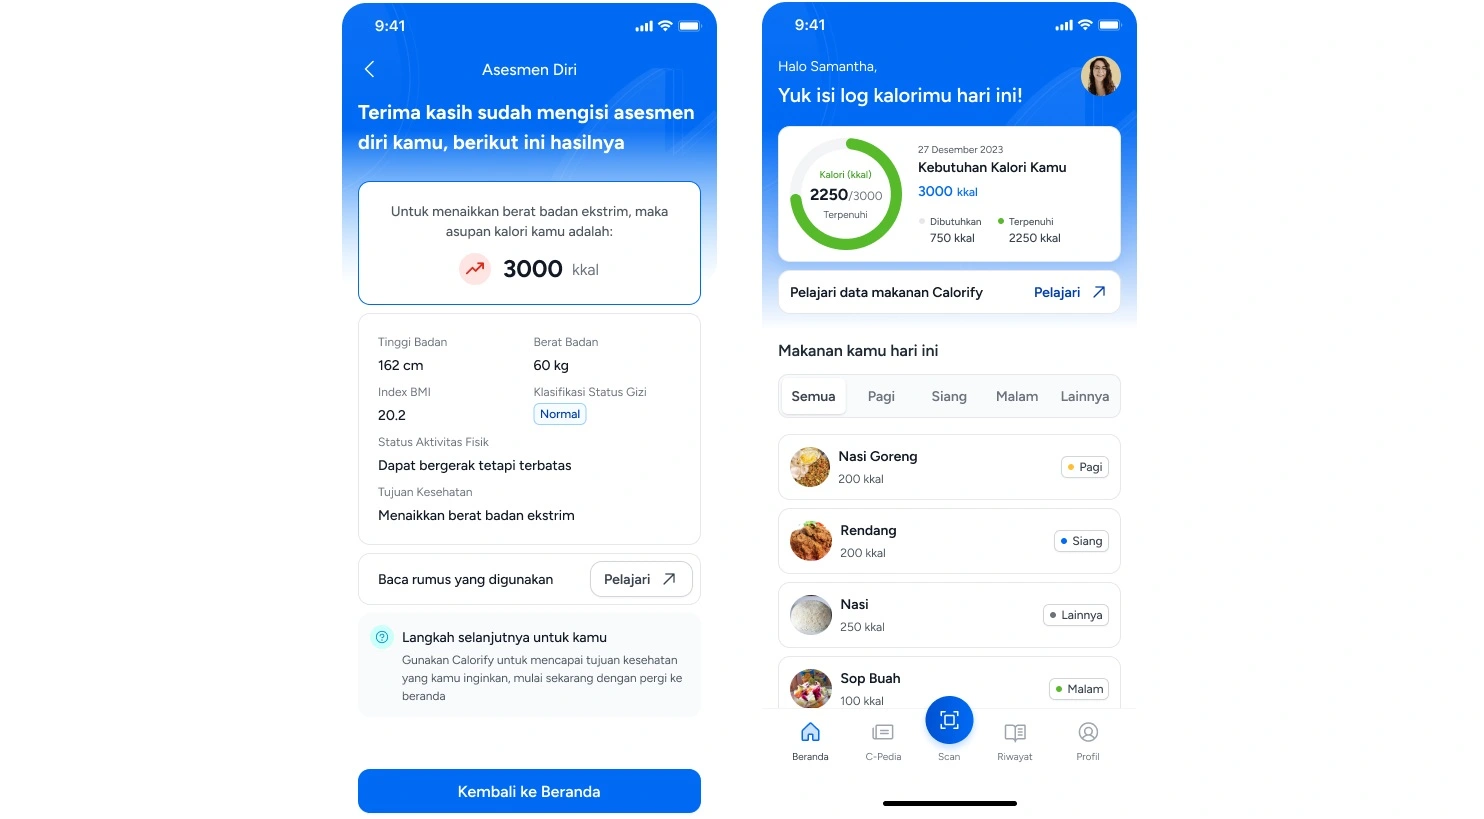 9:41
Asesmen Diri
Terima kasih sudah mengisi asesmen
diri kamu, berikut ini hasilnya
Untuk menaikkan berat badan ekstrim, maka
asupan kalori kamu adalah:
3000 kkal
Tinggi Badan
162 cm
Berat Badan
60 kg
Index BMI
20.2
Klasifikasi Status Gizi
Normal
Status Aktivitas Fisik
Dapat bergerak tetapi terbatas
Tujuan Kesehatan
Menaikkan berat badan ekstrim
Baca rumus yang digunakan
Pelajari
Langkah selanjutnya untuk kamu
Gunakan Calorify untuk mencapai tujuan kesehatan
yang kamu inginkan, mulai sekarang dengan pergi ke
beranda
Kembali ke Beranda
9:41
Halo Samantha,
Yuk isi log kalorimu hari ini!
Kalori (kkal)
2250/3000
Terpenuhi
27 Desember 2023
Kebutuhan Kalori Kamu
3000 kkal
Dibutuhkan
750 kkal
Terpenuhi
2250 kkal
Pelajari data makanan Calorify
Pelajari
Makanan kamu hari ini
Semua
Pagi
Siang
Malam
Lainnya
Nasi Goreng
200 kkal
Pagi
Rendang
200 kkal
Siang
Nasi
250 kkal
Lainnya
Sop Buah
100 kkal
Malam
Beranda
C-Pedia
Scan
Riwayat
Profil